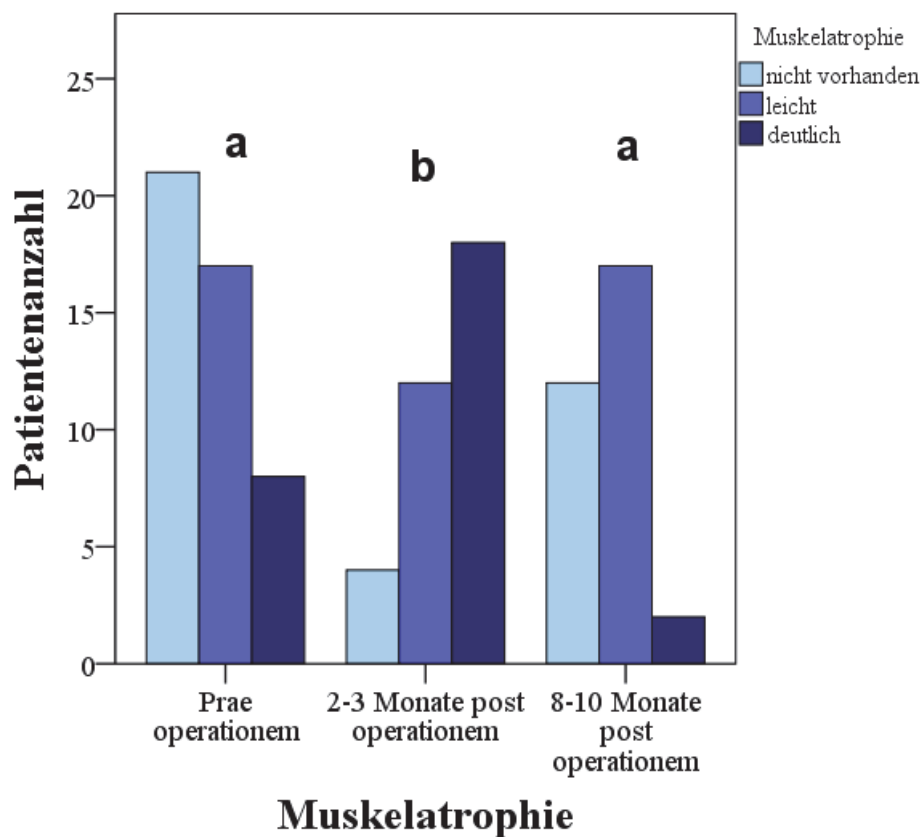 Muskelatrophie
nicht vorhanden
leicht
deutlich
Patientenanzahl
25
20
15
10
5
0
a
b
a
Prae
operationem
2-3 Monate post
operationem
8-10 Monate
post
operationem
Muskelatrophie